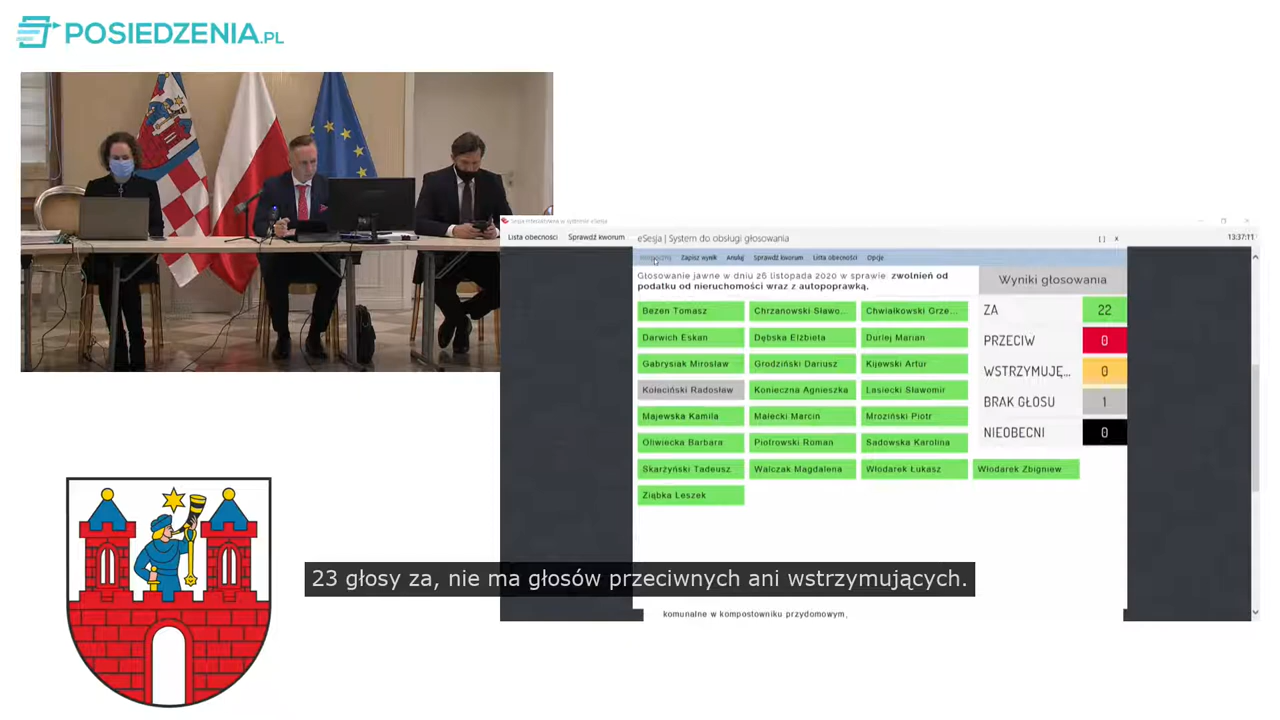 POSIEDZENIA.PL
Sesja interaktywna w systemie eSesja
Lista obecności Sprawdź kworum eSesja | System do obsługi głosowania [ ] x 13:37:11
Zapisz wynik Anuluj Sprawdź kworum Lista obecności Opcje
Głosowanie jawne w dniu 26 listopada 2020 w sprawie zwolnień od
podatku od nieruchomości wraz z autopoprawką.
Wyniki głosowania
Bezen Tomasz Chrzanowski Sławo... Chwiałkowski Grze...
ZA 22
Darwich Eskan Dębska Elżbieta Durlej Marian
PRZECIW 0
Gabrysiak Mirosław Grodziński Dariusz Kijewski Artur
WSTRZYMUJĘ... 0
Kołaciński Radosław Konieczna Agnieszka Lasiecki Sławomir
BRAK GŁOSU 1
Majewska Kamila Małecki Marcin Mroziński Piotr
NIEOBECNI 0
Oliwiecka Barbara Piotrowski Roman Sadowska Karolina
Skarżyński Tadeusz Walczak Magdalena Włodarek Łukasz Włodarek Zbigniew
Ziąbka Leszek
23 głosy za, nie ma głosów przeciwnych ani wstrzymujących.
komunalne w kompostowniku przydomowym,